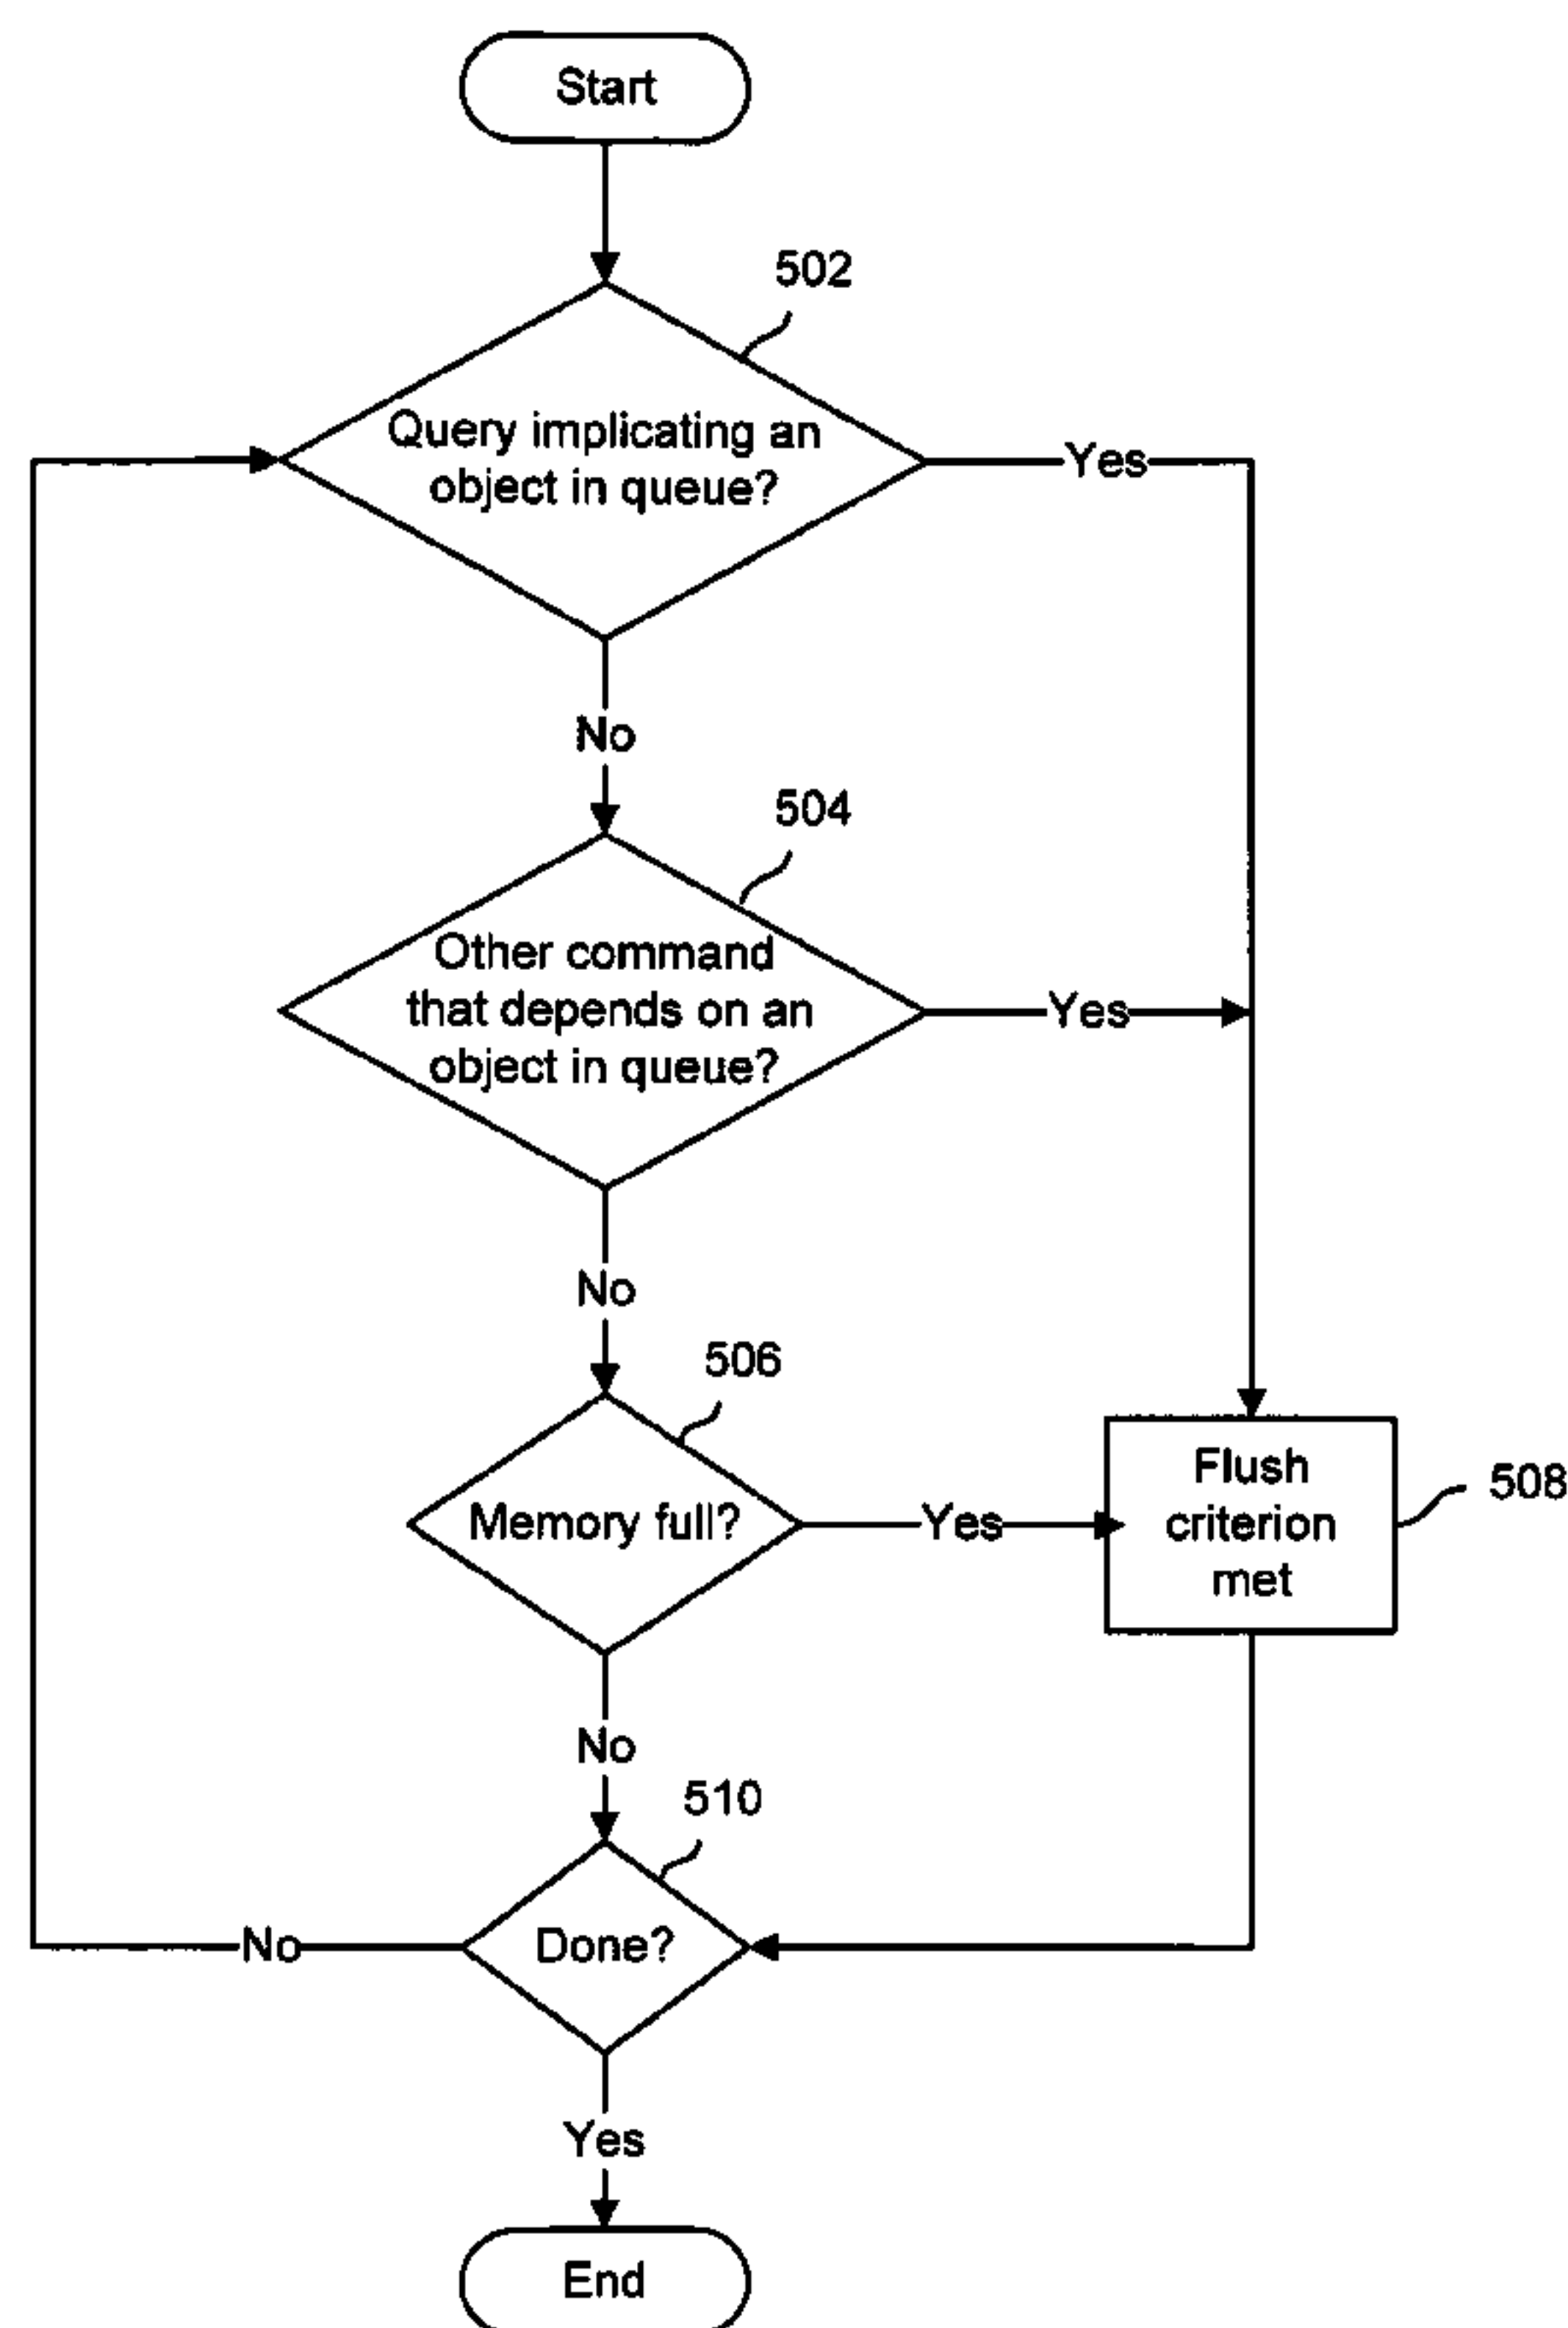 Start
502
Query implicating an
object in queue?
Yes
No
504
Other command
that depends on an
object in queue?
Yes
No
506
Memory full?
Yes
Flush
criterion
met
508
No
510
Done?
No
Yes
End